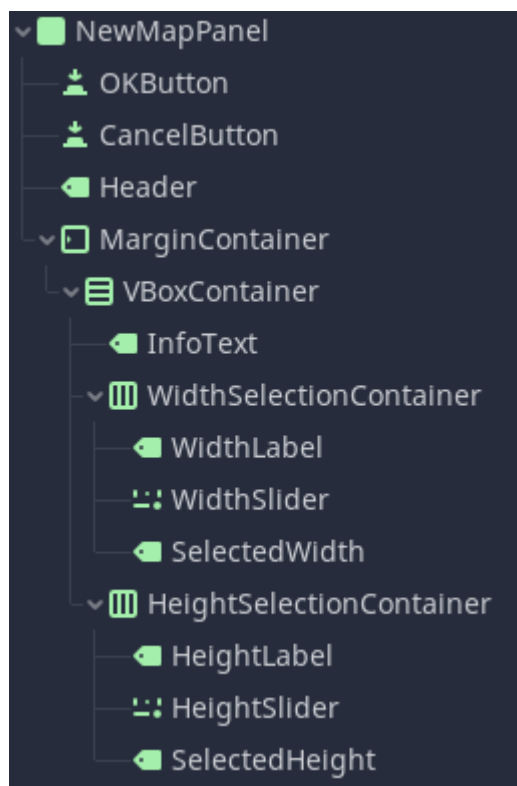 NewMapPanel
OKButton
CancelButton
Header
MarginContainer
VBoxContainer
InfoText
WidthSelectionContainer
WidthLabel
WidthSlider
SelectedWidth
HeightSelectionContainer
HeightLabel
HeightSlider
SelectedHeight